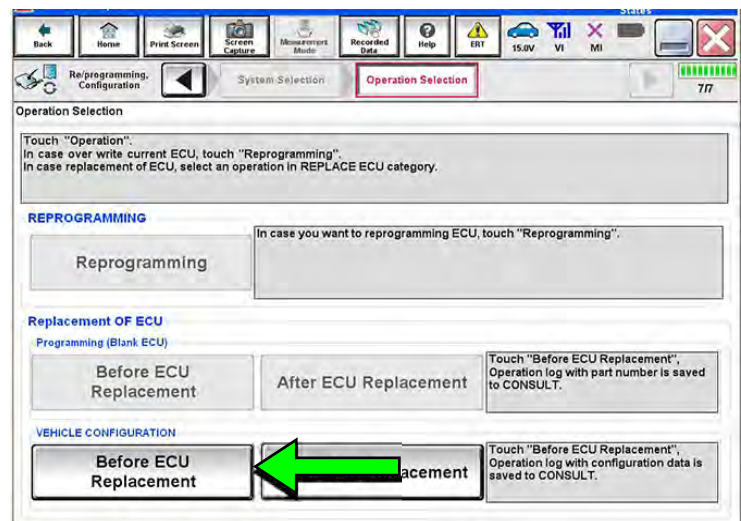 States
Back
Home
Print Screen
Screen
Capture
Measurement
Mode
Recorded
Data
Help
ERT
15.0V
VI
MI
Re/programming,
Configuration
System Selection
Operation Selection
7/7
Operation Selection
Touch "Operation".
In case over write current ECU, touch "Reprogramming".
In case replacement of ECU, select an operation in REPLACE ECU category.
REPROGRAMMING
Reprogramming
In case you want to reprogramming ECU, touch "Reprogramming".
Replacement OF ECU
Programming (Blank ECU)
Before ECU
Replacement
After ECU Replacement
Touch "Before ECU Replacement",
Operation log with part number is saved
to CONSULT.
VEHICLE CONFIGURATION
Before ECU
Replacement
acement
Touch "Before ECU Replacement",
Operation log with configuration data is
saved to CONSULT.